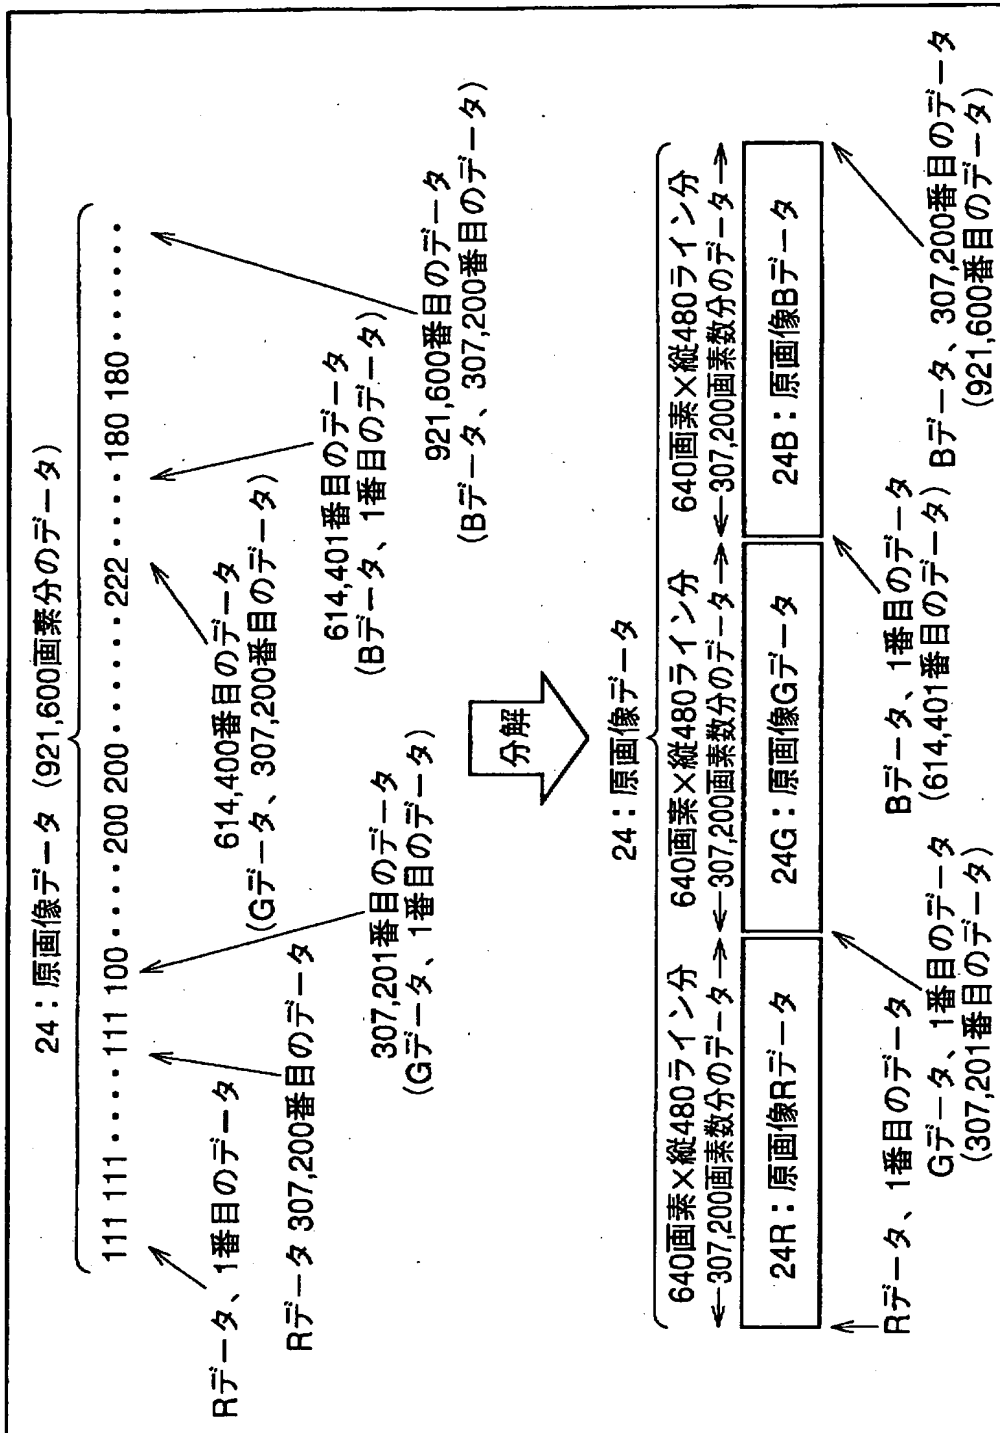 24：原画像データ（921,600画素分のデータ）
111 111‥‥‥111 100‥‥‥200 200‥‥‥‥‥222‥‥‥180 180‥‥‥‥
Rデータ、1番目のデータ
Rデータ 307,200番目のデータ
307,201番目のデータ
(Gデータ、1番目のデータ)
614,400番目のデータ
(Gデータ、307,200番目のデータ)
614,401番目のデータ
(Bデータ、1番目のデータ)
921,600番目のデータ
(Bデータ、307,200番目のデータ)
分解
24：原画像データ
640画素×縦480ライン分
307,200画素数分のデータ
24R：原画像Rデータ
640画素×縦480ライン分
307,200画素数分のデータ
24G：原画像Gデータ
640画素×縦480ライン分
307,200画素数分のデータ
24B：原画像Bデータ
Rデータ、1番目のデータ
Gデータ、1番目のデータ
(307,201番目のデータ)
Bデータ、1番目のデータ
(614,401番目のデータ)
Bデータ、307,200番目のデータ
(921,600番目のデータ)